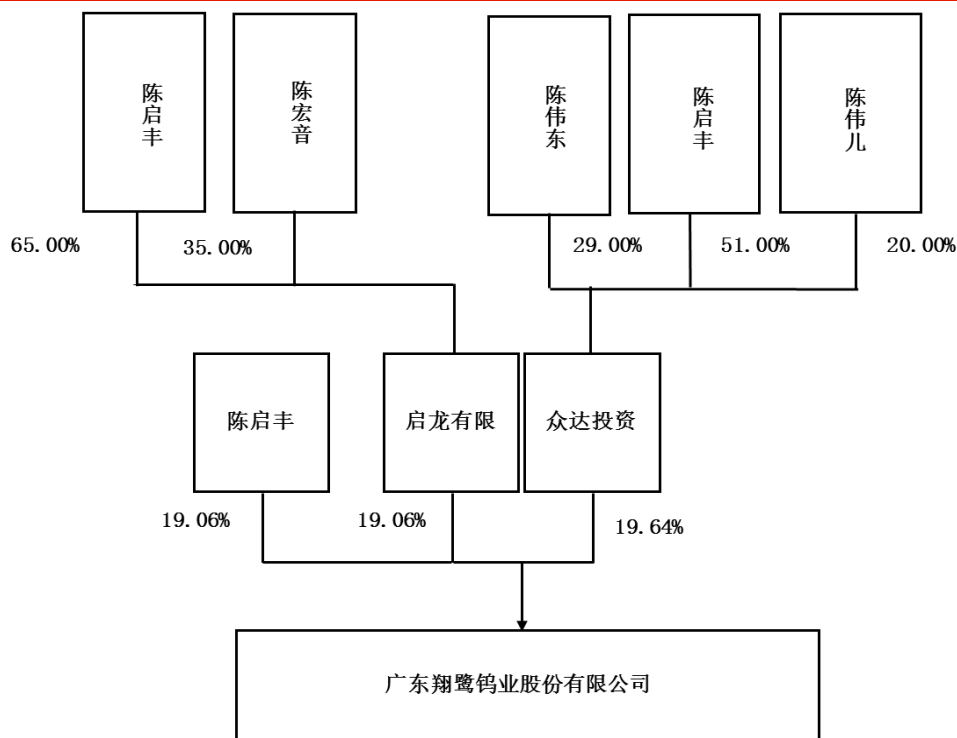 陈启丰
陈宏音
陈伟东
陈启丰
陈伟儿
65.00%
35.00%
29.00%
51.00%
20.00%
陈启丰
启龙有限
众达投资
19.06%
19.06%
19.64%
广东翔鹭钨业股份有限公司